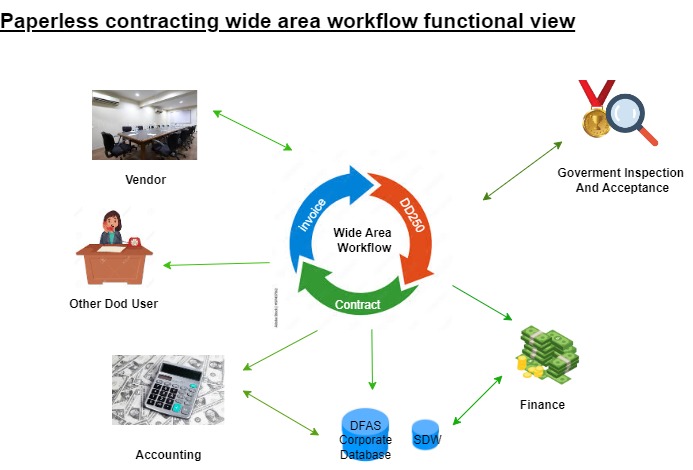 Paperless contracting wide area workflow functional view
Vendor
Goverment Inspection
And Acceptance
invoice
DD250
Wide Area
Workflow
Contract
Other Dod User
Finance
Accounting
DFAS
Corporate
Database
SDW